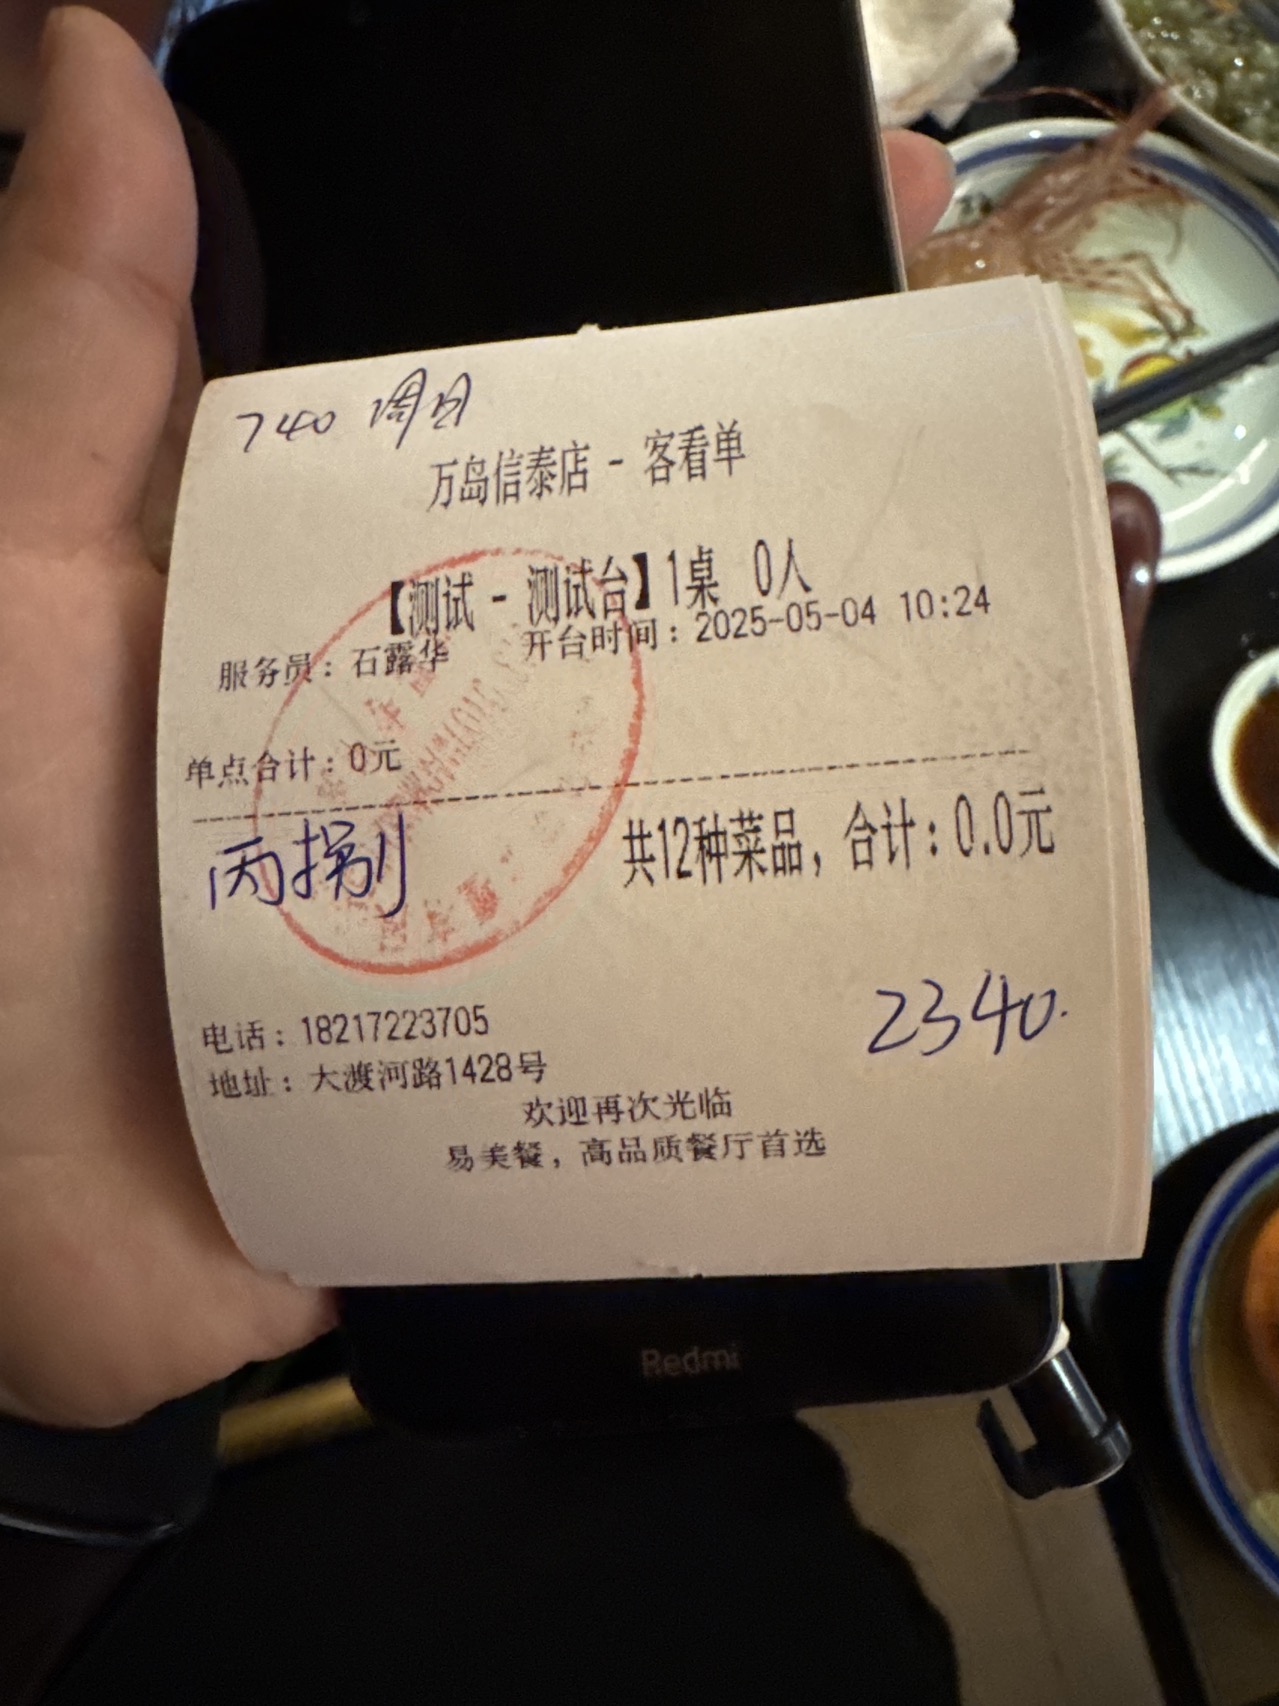 740 周日
万岛信泰店 - 客看单
【测试 - 测试台】1桌 0人
服务员：石露华 开台时间：2025-05-04 10:24
单点合计：0元
丙捌
共12种菜品，合计：0.0元
2340.
电话：18217223705
地址：大渡河路1428号
欢迎再次光临
易美餐，高品质餐厅首选
Redmi